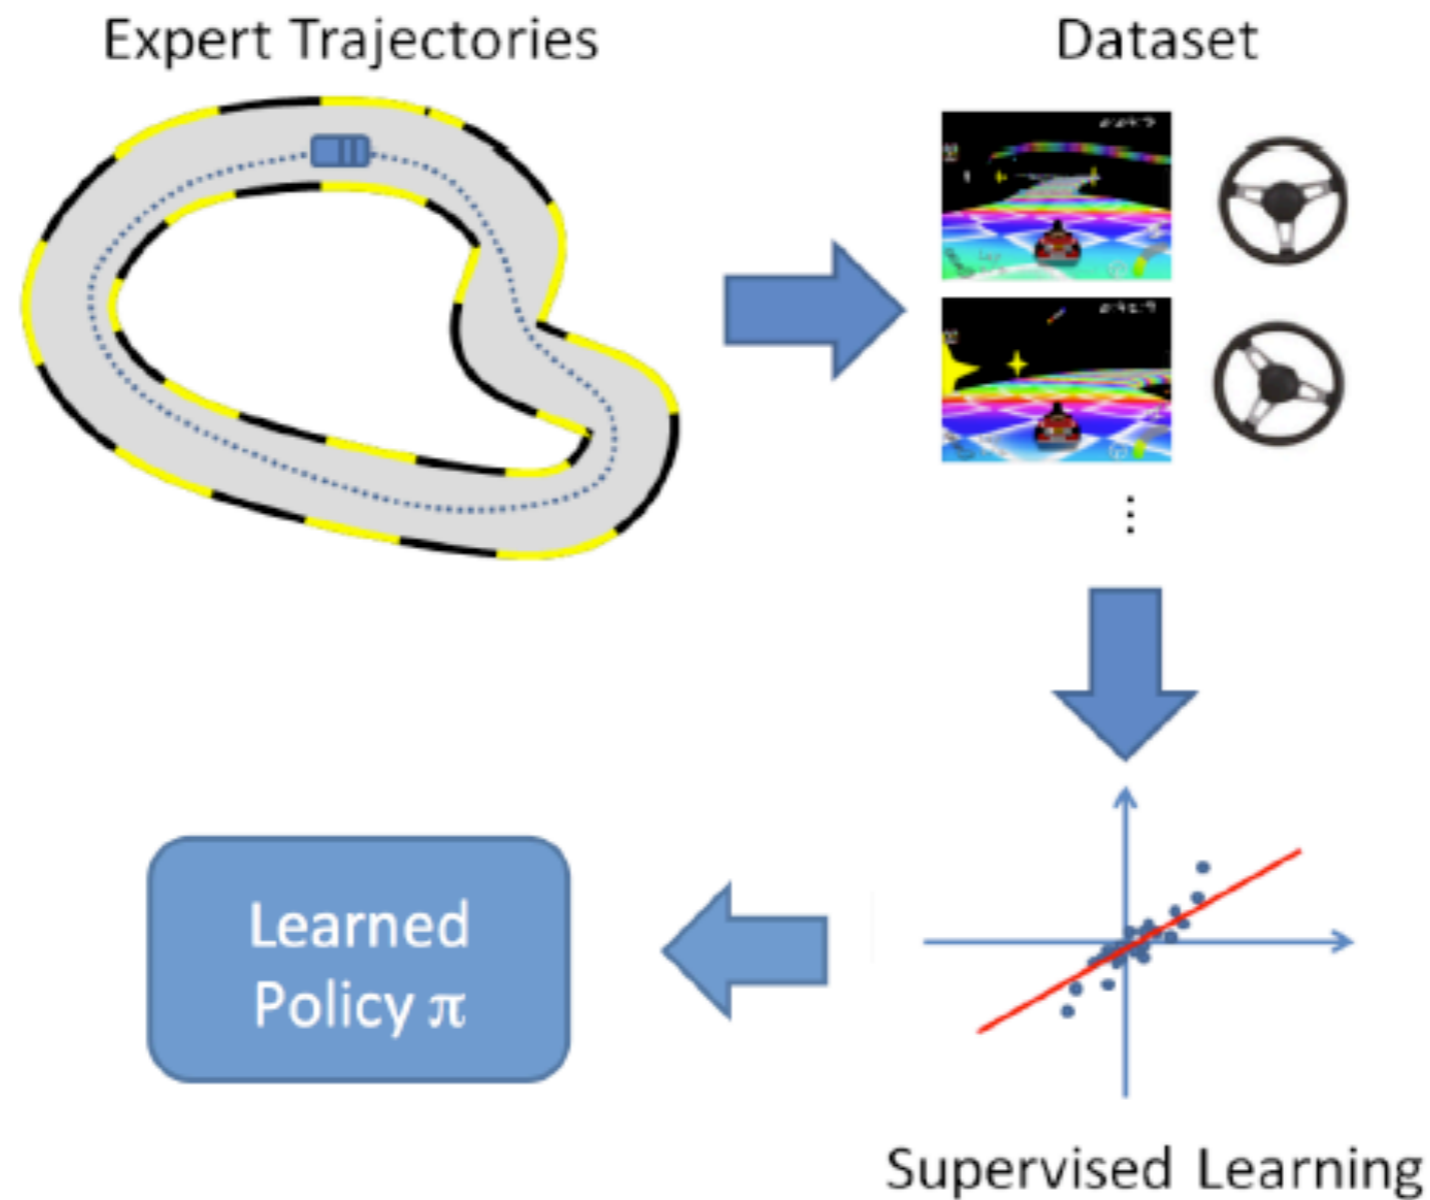 Expert Trajectories
Dataset
Learned
Policy π
Supervised Learning